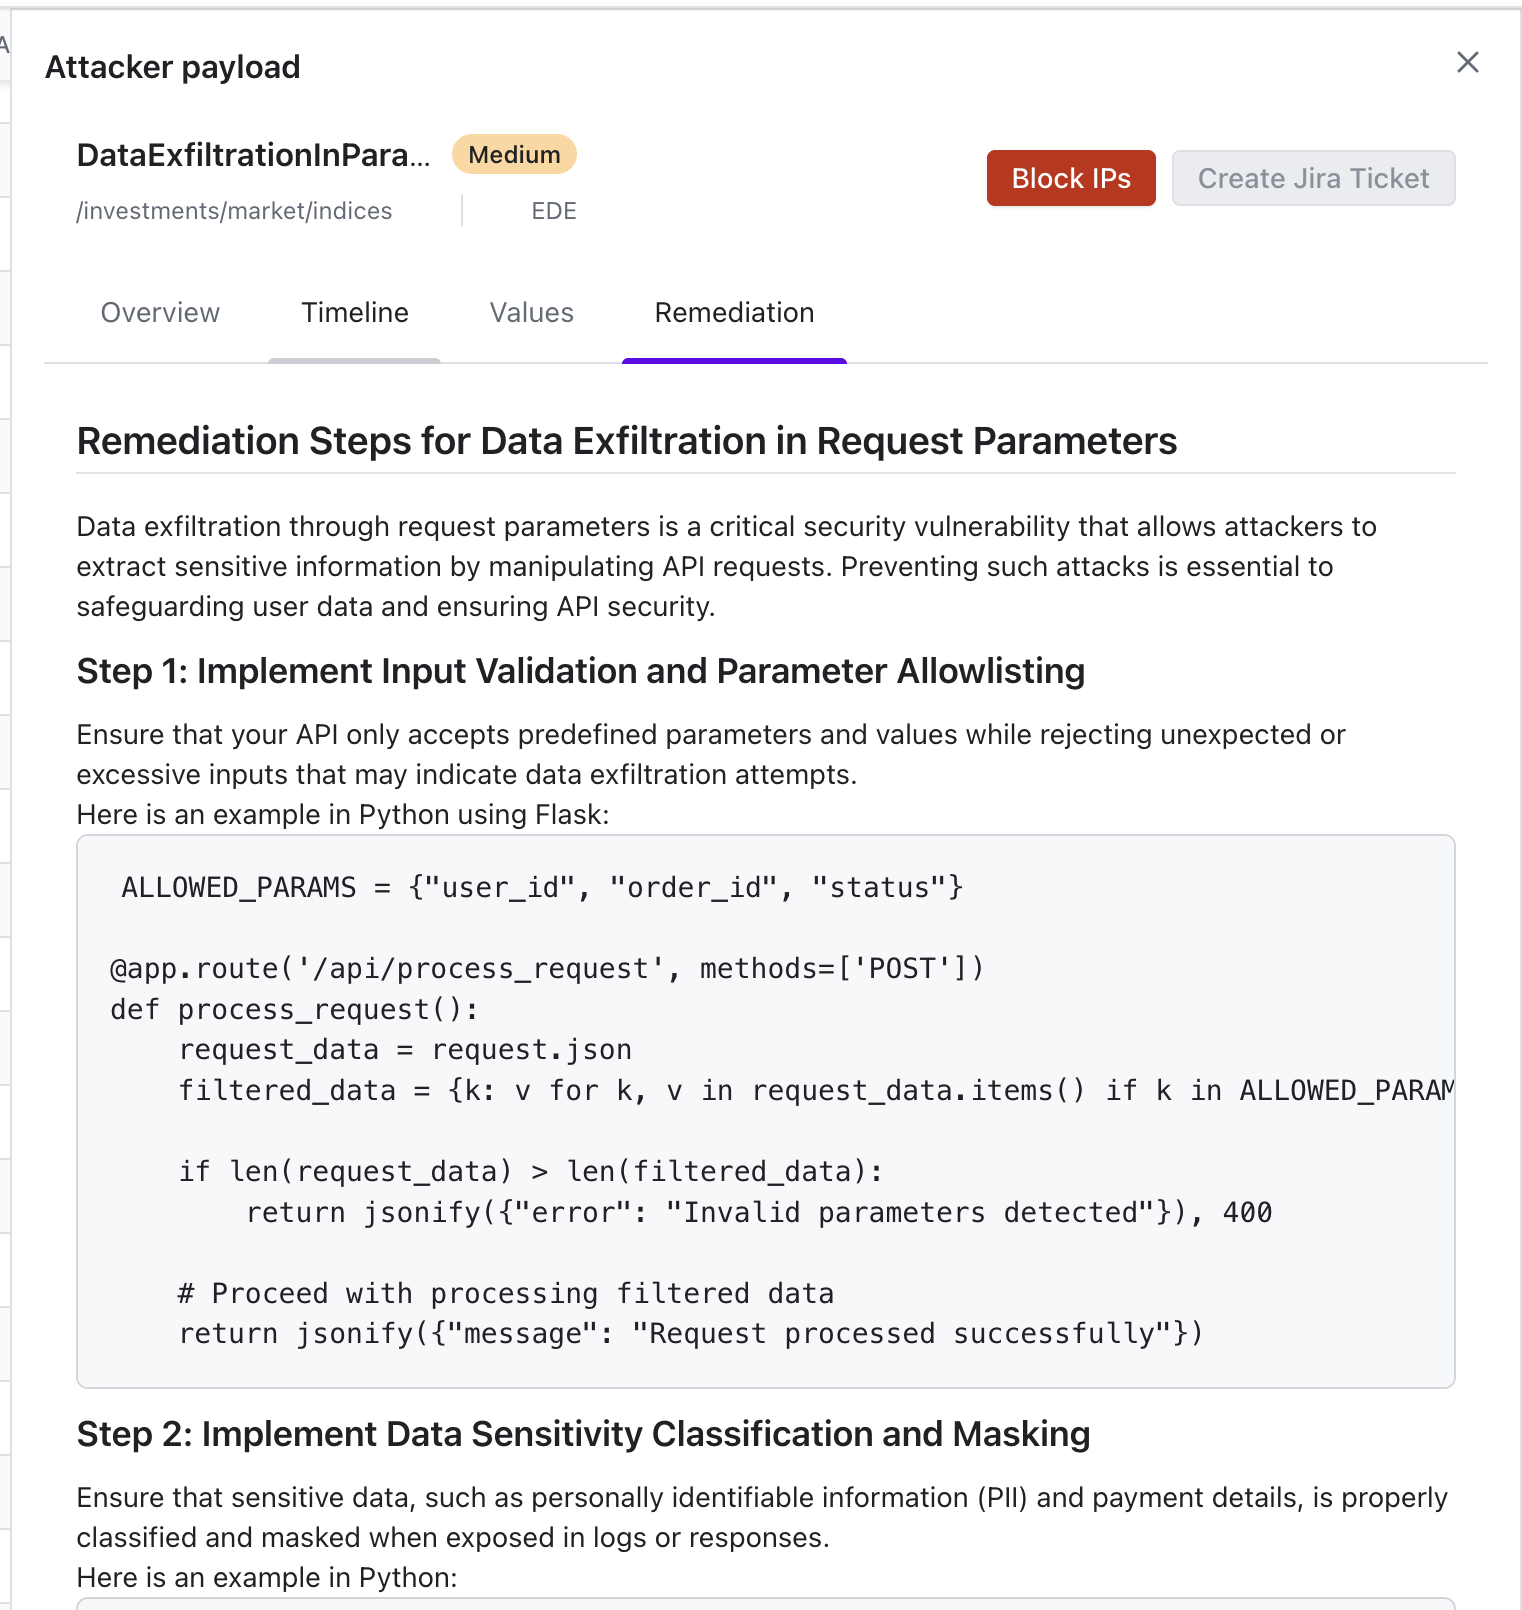 A
Attacker payload
DataExfiltrationInPara...
Medium
/investments/market/indices
EDE
Block IPs
Create Jira Ticket
Overview
Timeline
Values
Remediation
Remediation Steps for Data Exfiltration in Request Parameters
Data exfiltration through request parameters is a critical security vulnerability that allows attackers to
extract sensitive information by manipulating API requests. Preventing such attacks is essential to
safeguarding user data and ensuring API security.
Step 1: Implement Input Validation and Parameter Allowlisting
Ensure that your API only accepts predefined parameters and values while rejecting unexpected or
excessive inputs that may indicate data exfiltration attempts.
Here is an example in Python using Flask:
ALLOWED_PARAMS = {"user_id", "order_id", "status"}
@app.route('/api/process_request', methods=['POST'])
def process_request():
    request_data = request.json
    filtered_data = {k: v for k, v in request_data.items() if k in ALLOWED_PARAM
    if len(request_data) > len(filtered_data):
        return jsonify({"error": "Invalid parameters detected"}), 400
    # Proceed with processing filtered data
    return jsonify({"message": "Request processed successfully"})
Step 2: Implement Data Sensitivity Classification and Masking
Ensure that sensitive data, such as personally identifiable information (PII) and payment details, is properly
classified and masked when exposed in logs or responses.
Here is an example in Python: